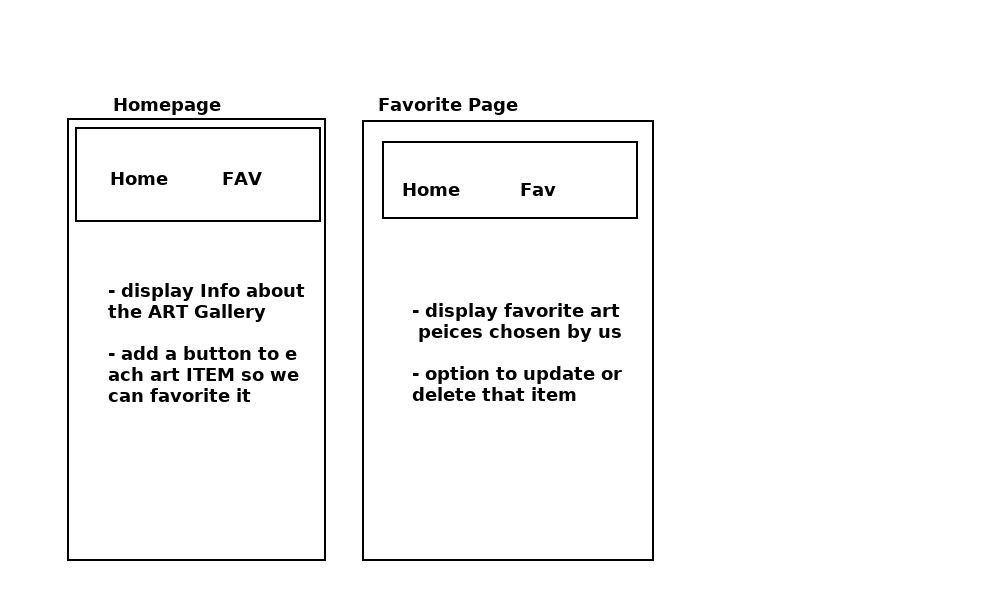 Homepage
Home FAV
- display Info about
the ART Gallery
- add a button to e
ach art ITEM so we
can favorite it
Favorite Page
Home Fav
- display favorite art
peices chosen by us
- option to update or
delete that item